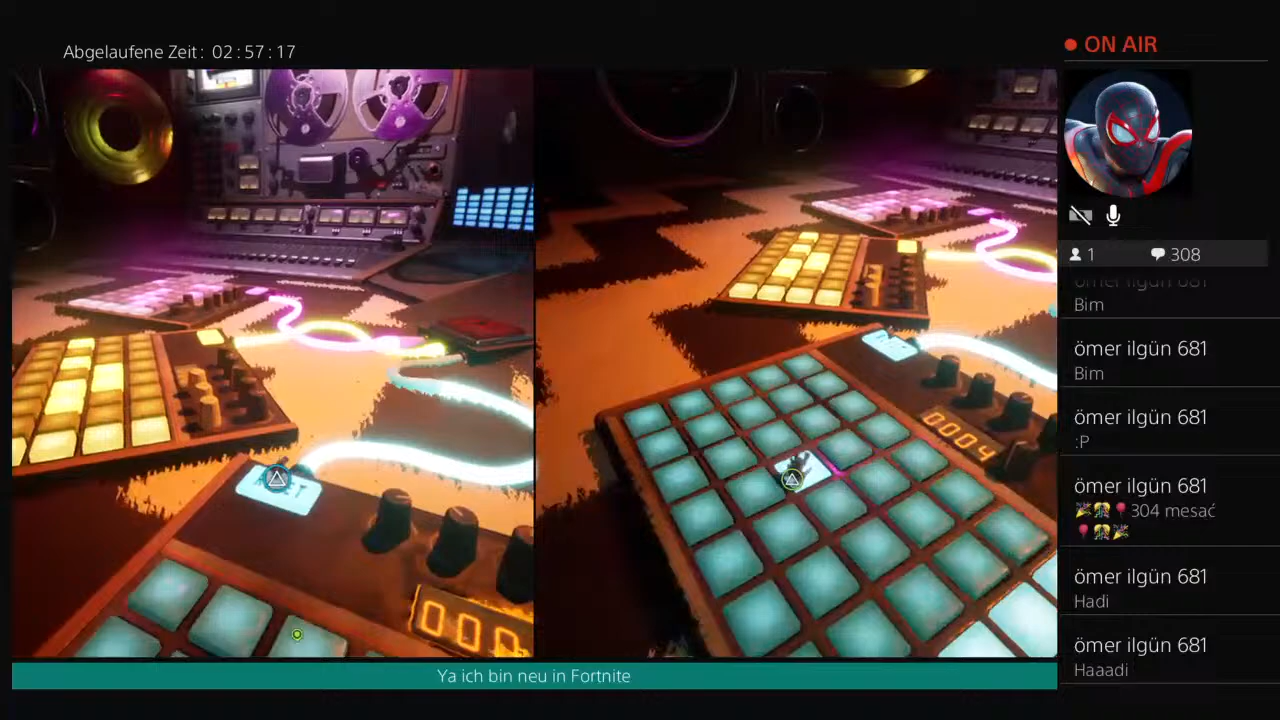 Abgelaufene Zeit: 02:57:17
ON AIR
1
308
Bim
ömer ilgün 681
Bim
ömer ilgün 681
:P
ömer ilgün 681
🎉🎊🎈304 mesać
🎈🎊🎉
ömer ilgün 681
Hadi
ömer ilgün 681
Haaadi
0004
Ya ich bin neu in Fortnite